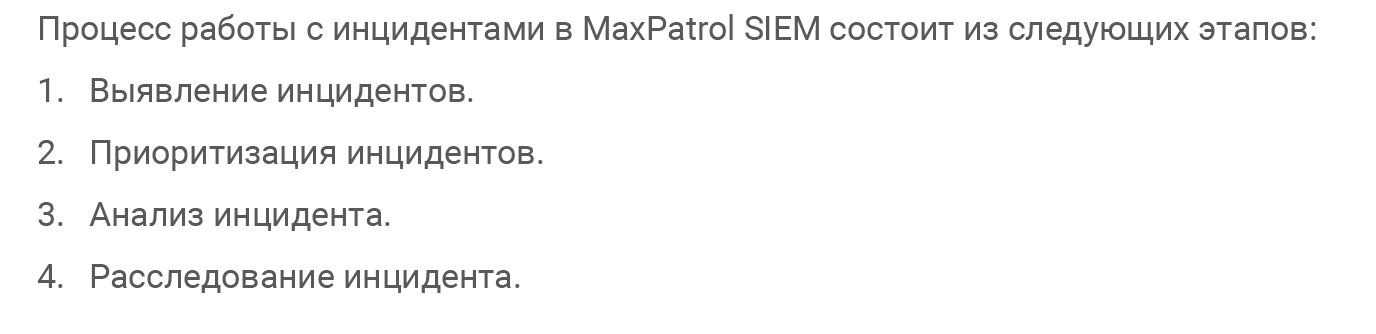 Процесс работы с инцидентами в MaxPatrol SIEM состоит из следующих этапов:
1. Выявление инцидентов.
2. Приоритизация инцидентов.
3. Анализ инцидента.
4. Расследование инцидента.